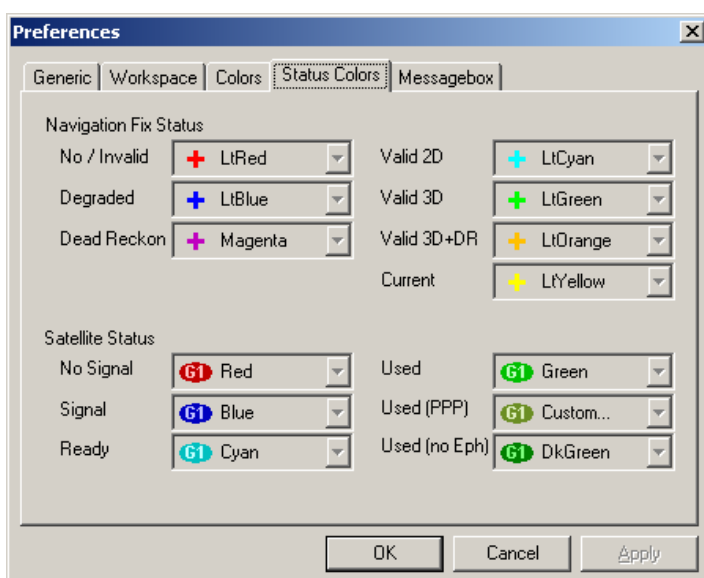 Preferences
Generic Workspace Colors Status Colors Messagebox
Navigation Fix Status
No / Invalid LtRed Valid 2D LtCyan
Degraded LtBlue Valid 3D LtGreen
Dead Reckon Magenta Valid 3D+DR LtOrange
Current LtYellow
Satellite Status
No Signal G1 Red Used G1 Green
Signal G1 Blue Used (PPP) G1 Custom...
Ready G1 Cyan Used (no Eph) G1 DkGreen
OK Cancel Apply